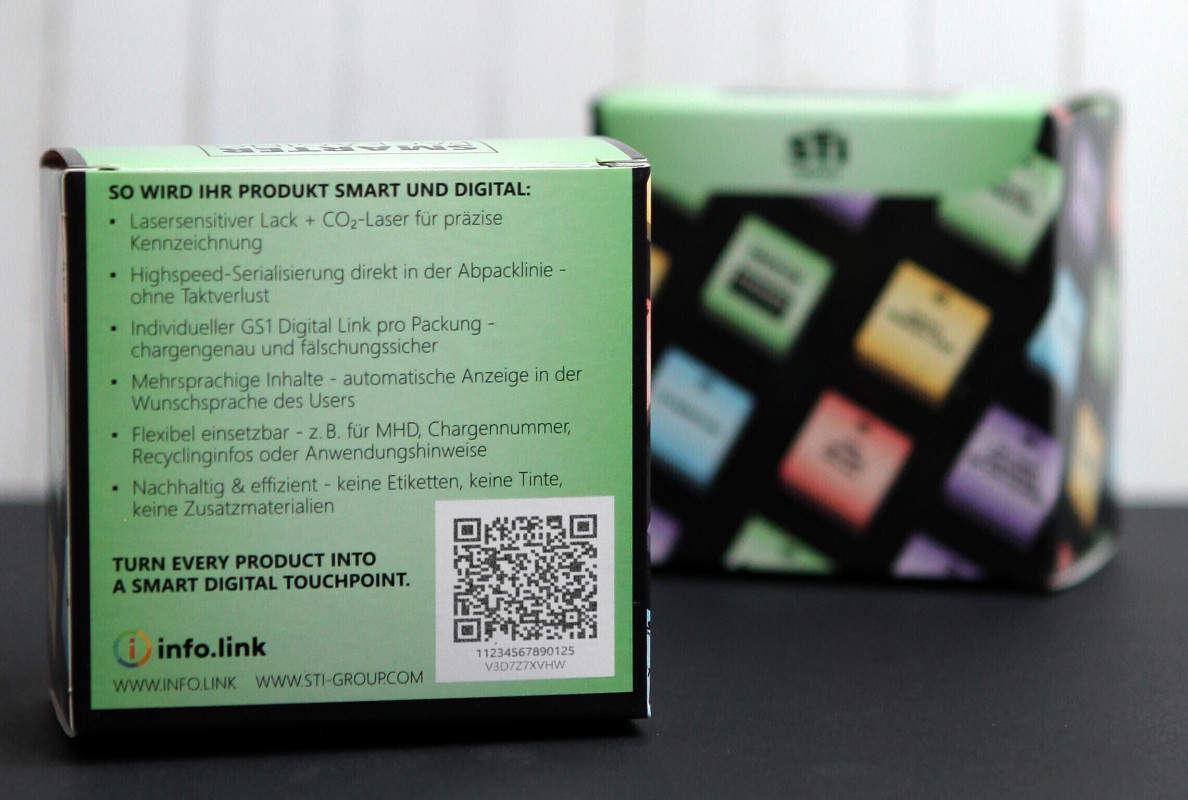 SMARTER
SO WIRD IHR PRODUKT SMART UND DIGITAL:
▪ Lasersensitiver Lack + CO₂-Laser für präzise
Kennzeichnung
▪ Highspeed-Serialisierung direkt in der Abpacklinie -
ohne Taktverlust
▪ Individueller GS1 Digital Link pro Packung -
chargengenau und fälschungssicher
▪ Mehrsprachige Inhalte - automatische Anzeige in der
Wunschsprache des Users
▪ Flexibel einsetzbar - z. B. für MHD, Chargennummer,
Recyclinginfos oder Anwendungshinweise
▪ Nachhaltig & effizient - keine Etiketten, keine Tinte,
keine Zusatzmaterialien
TURN EVERY PRODUCT INTO
A SMART DIGITAL TOUCHPOINT.
info.link
WWW.INFO.LINK WWW.STI-GROUP.COM
11234567890125
V3D7Z7XVHW
STI